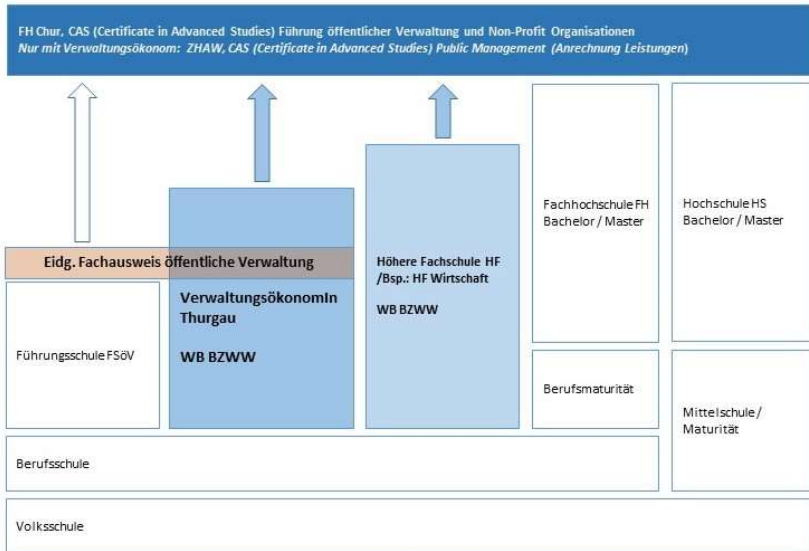 FH Chur, CAS (Certificate in Advanced Studies) Führung öffentlicher Verwaltung und Non-Profit Organisationen
Nur mit Verwaltungsökonom: ZHAW, CAS (Certificate in Advanced Studies) Public Management (Anrechnung Leistungen)
Eidg. Fachausweis öffentliche Verwaltung
Führungsschule FSöV
VerwaltungsökonomIn
Thurgau
WB BZWW
Höhere Fachschule HF
/Bsp.: HF Wirtschaft
WB BZWW
Fachhochschule FH
Bachelor / Master
Hochschule HS
Bachelor / Master
Berufsmaturität
Mittelschule /
Maturität
Berufsschule
Volksschule